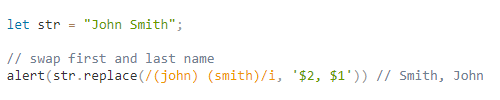 let str = "John Smith";
// swap first and last name
alert(str.replace(/(john) (smith)/i, '$2, $1')) // Smith, John